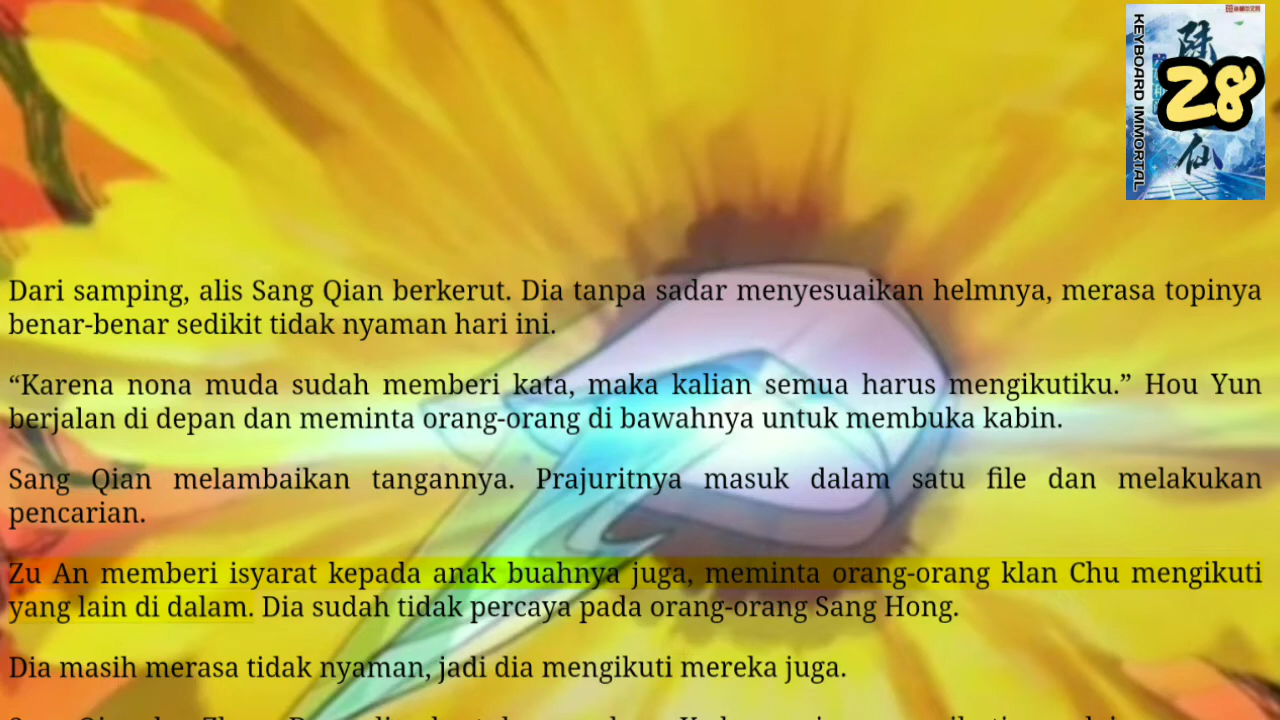 KEYBOARD IMMORTAL
28
仙
Dari samping, alis Sang Qian berkerut. Dia tanpa sadar menyesuaikan helmnya, merasa topinya
benar-benar sedikit tidak nyaman hari ini.
“Karena nona muda sudah memberi kata, maka kalian semua harus mengikutiku.” Hou Yun
berjalan di depan dan meminta orang-orang di bawahnya untuk membuka kabin.
Sang Qian melambaikan tangannya. Prajuritnya masuk dalam satu file dan melakukan
pencarian.
Zu An memberi isyarat kepada anak buahnya juga, meminta orang-orang klan Chu mengikuti
yang lain di dalam. Dia sudah tidak percaya pada orang-orang Sang Hong.
Dia masih merasa tidak nyaman, jadi dia mengikuti mereka juga.